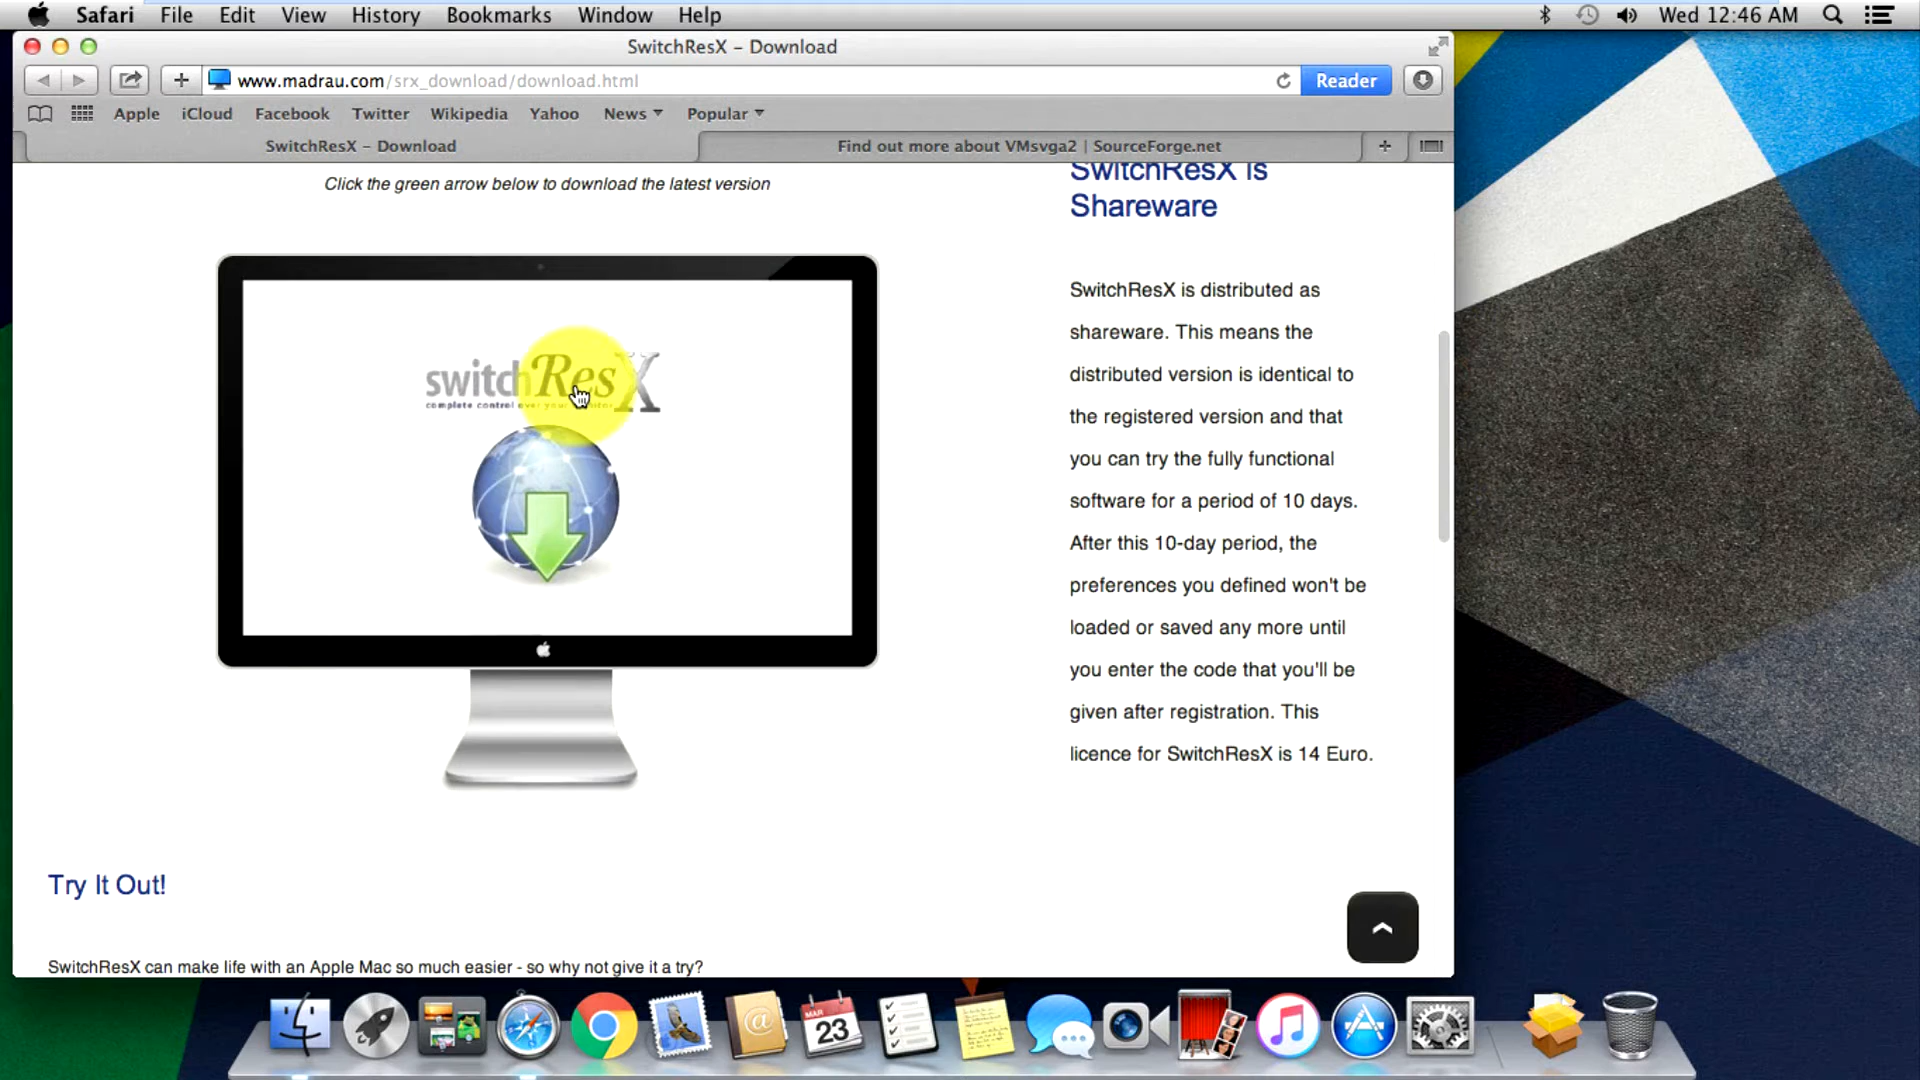 Safari File Edit View History Bookmarks Window Help Wed 12:46 AM
SwitchResX – Download
www.madrau.com/srx_download/download.html Reader
Apple iCloud Facebook Twitter Wikipedia Yahoo News Popular
SwitchResX – Download Find out more about VMsvga2 | SourceForge.net
Click the green arrow below to download the latest version
switchResX
complete control over your monitor
SwitchResX is
Shareware
SwitchResX is distributed as
shareware. This means the
distributed version is identical to
the registered version and that
you can try the fully functional
software for a period of 10 days.
After this 10-day period, the
preferences you defined won't be
loaded or saved any more until
you enter the code that you'll be
given after registration. This
licence for SwitchResX is 14 Euro.
Try It Out!
SwitchResX can make life with an Apple Mac so much easier - so why not give it a try?
MAR
23